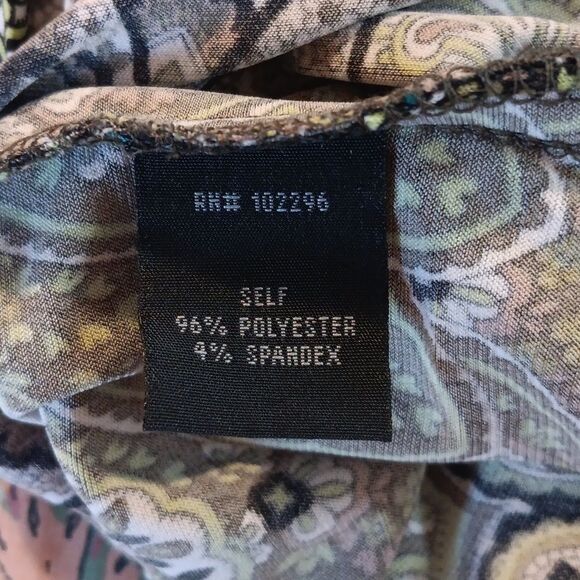 RN# 102296
SELF
96% POLYESTER
4% SPANDEX